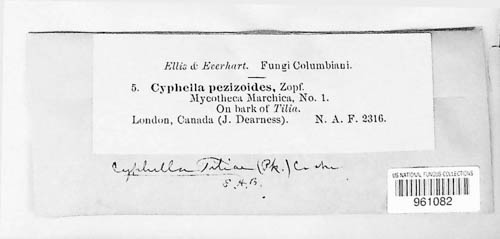 Ellis & Everhart. Fungi Columbiani.
5. Cyphella pezizoides, Zopf.
Mycotheca Marchica, No. 1.
On bark of Tilia.
London, Canada (J. Dearness). N. A. F. 2316.
Cyphella Tiliae (Pk.) Cooke
E.A.B.
US NATIONAL FUNGUS COLLECTIONS
961082